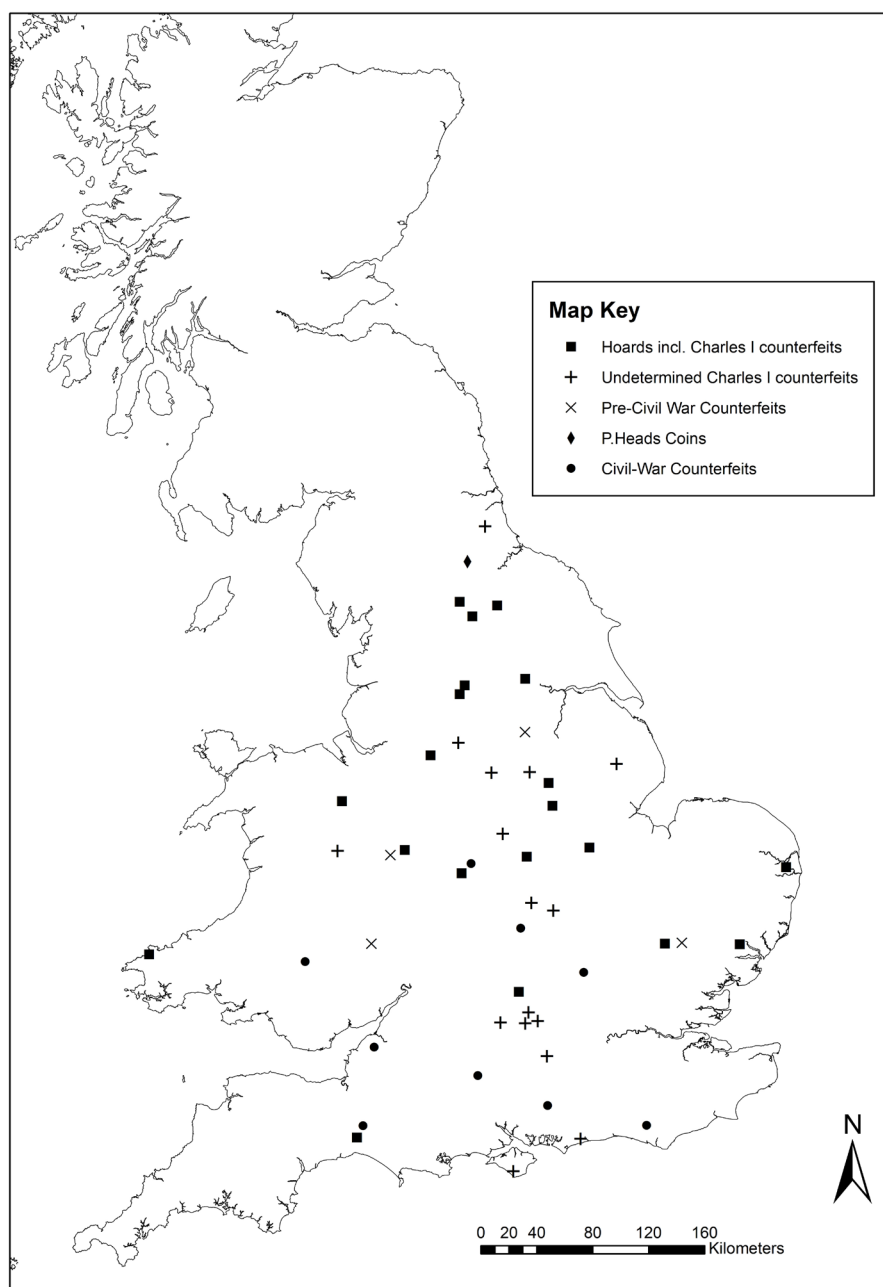 Map Key
Hoards incl. Charles I counterfeits
Undetermined Charles I counterfeits
Pre-Civil War Counterfeits
P.Heads Coins
Civil-War Counterfeits
N
0 20 40 80 120 160
Kilometers